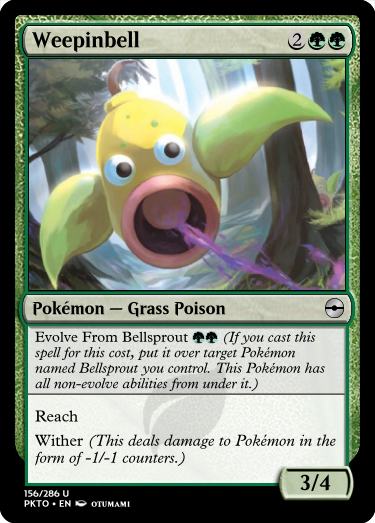 Weepinbell 2
Pokémon — Grass Poison
Evolve From Bellsprout (If you cast this
spell for this cost, put it over target Pokémon
named Bellsprout you control. This Pokémon has
all non-evolve abilities from under it.)
Reach
Wither (This deals damage to Pokémon in the
form of -1/-1 counters.)
3/4
156/286 U
PKTO • EN OTUMAMI